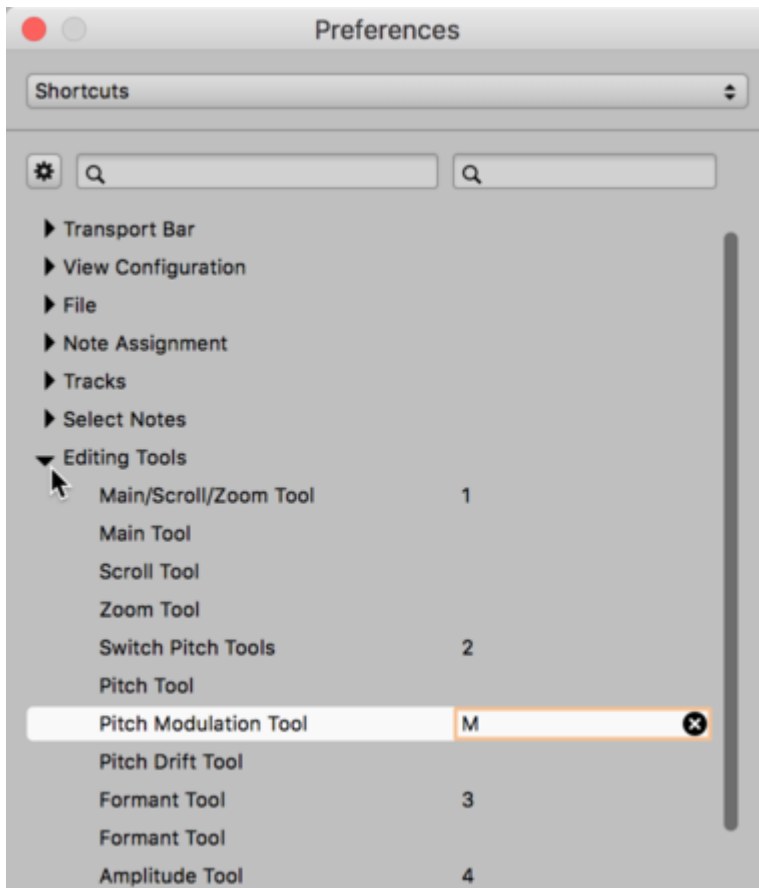 Preferences
Shortcuts
Transport Bar
View Configuration
File
Note Assignment
Tracks
Select Notes
Editing Tools
Main/Scroll/Zoom Tool 1
Main Tool
Scroll Tool
Zoom Tool
Switch Pitch Tools 2
Pitch Tool
Pitch Modulation Tool M
Pitch Drift Tool
Formant Tool 3
Formant Tool
Amplitude Tool 4